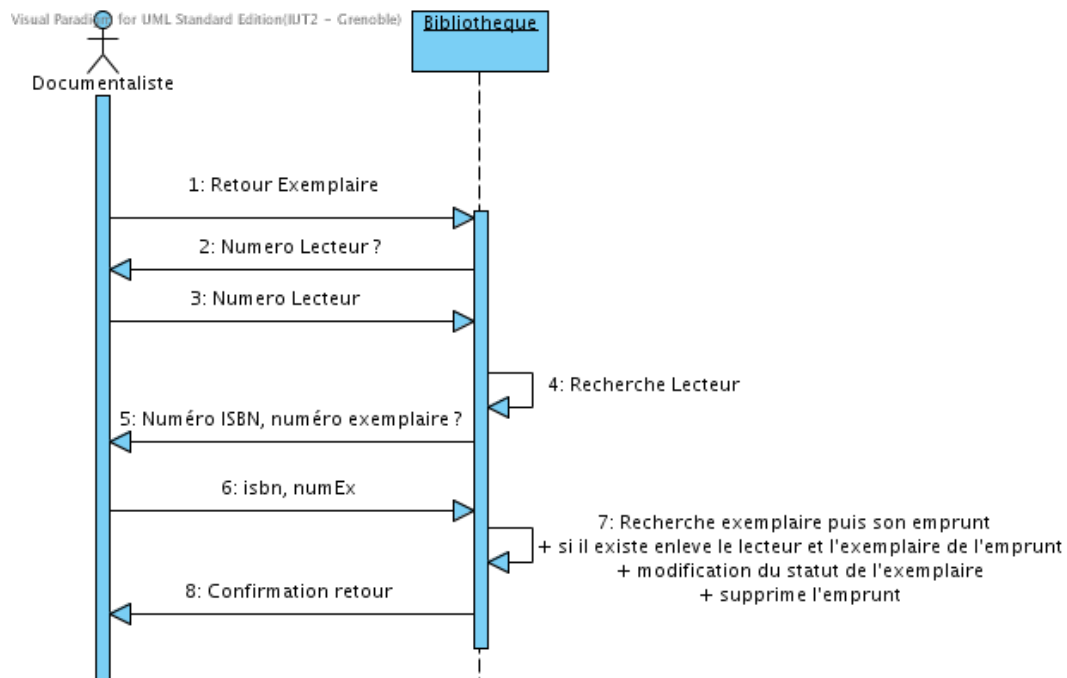 Visual Paradigm for UML Standard Edition(IUT2 - Grenoble)
Bibliotheque
Documentaliste
1: Retour Exemplaire
2: Numero Lecteur ?
3: Numero Lecteur
4: Recherche Lecteur
5: Numéro ISBN, numéro exemplaire ?
6: isbn, numEx
7: Recherche exemplaire puis son emprunt
+ si il existe enleve le lecteur et l'exemplaire de l'emprunt
+ modification du statut de l'exemplaire
+ supprime l'emprunt
8: Confirmation retour